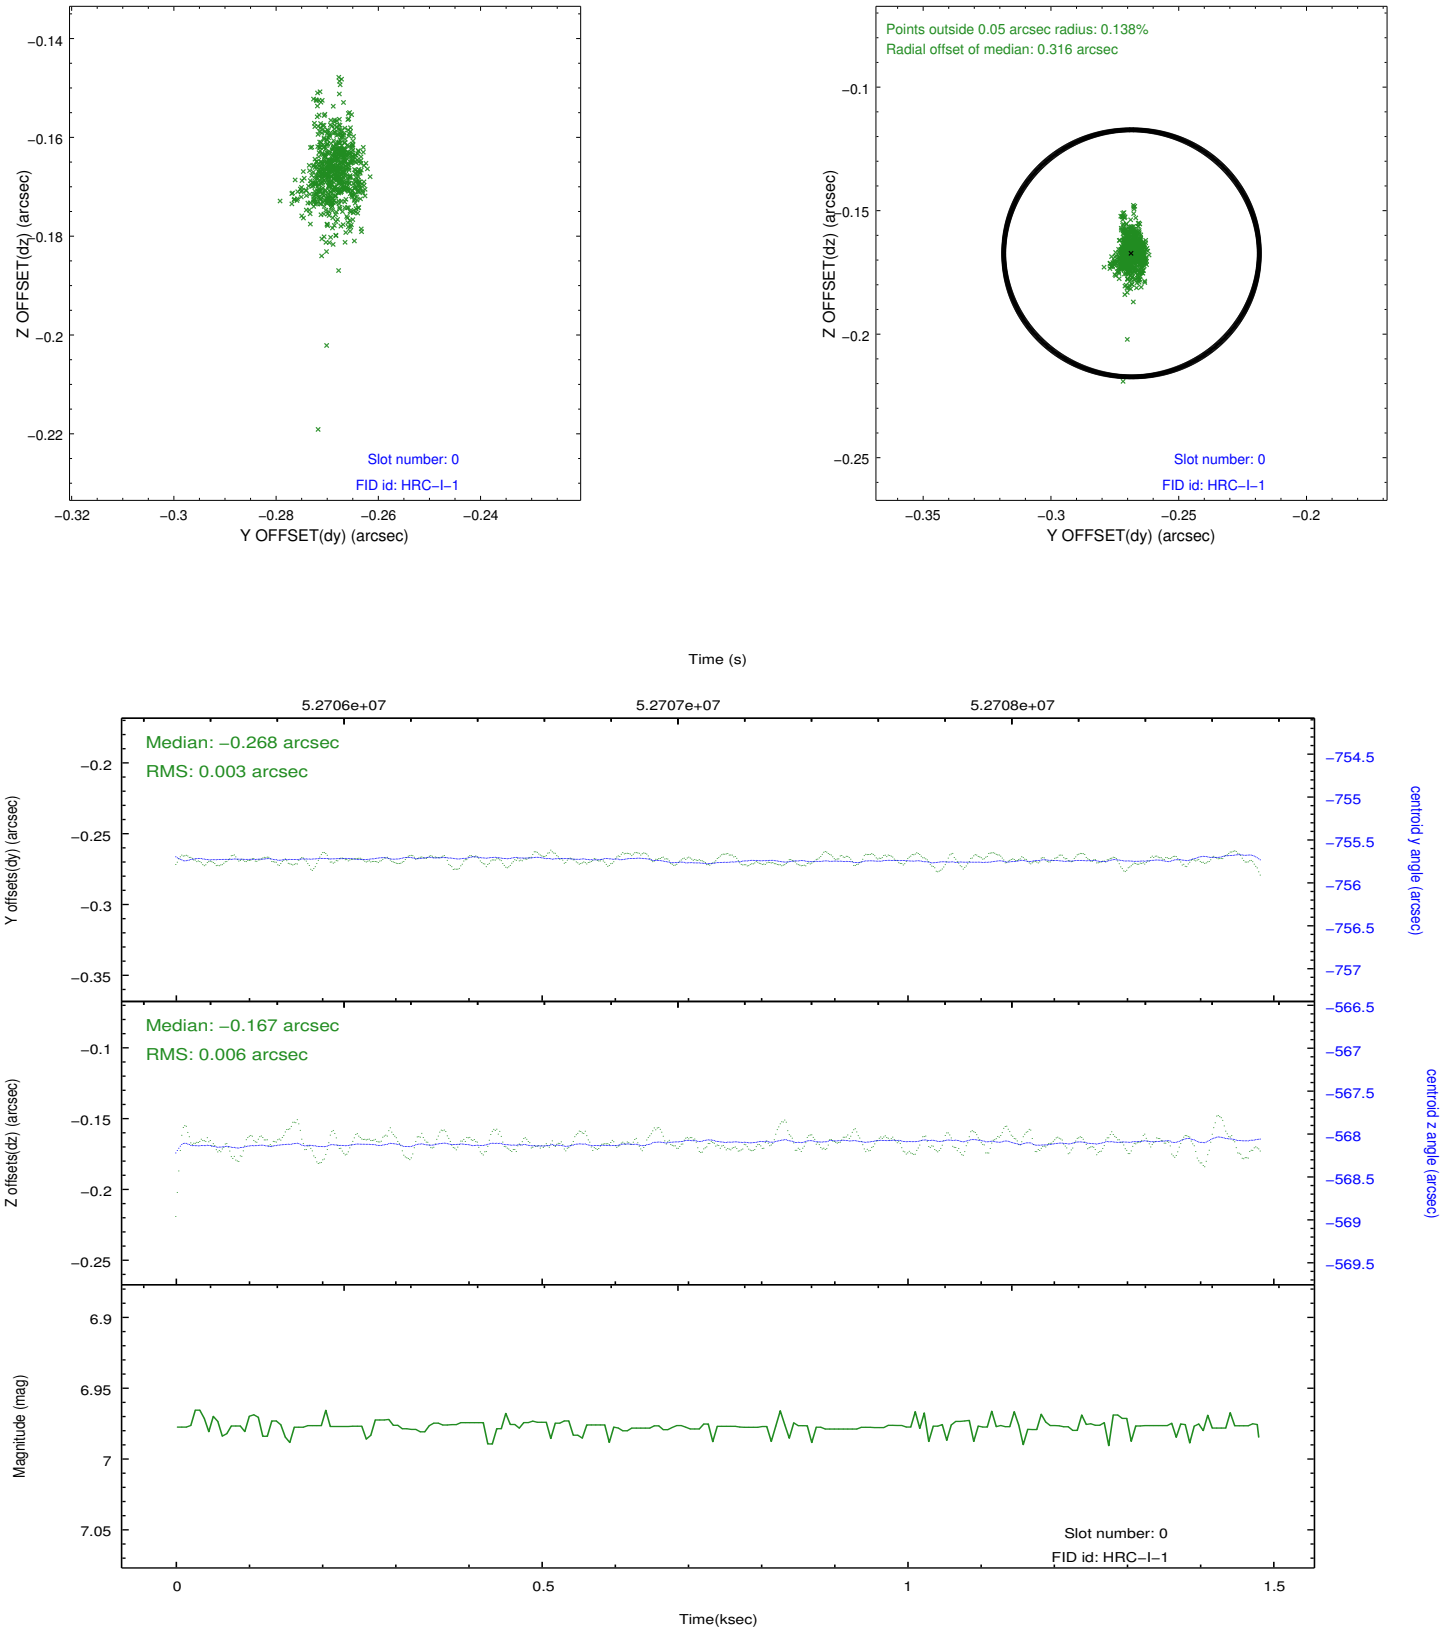 −0.14
−0.16
−0.18
−0.2
−0.22
Z OFFSET(dz) (arcsec)
Slot number: 0
FID id: HRC−I−1
−0.32
−0.3
−0.28
−0.26
−0.24
Y OFFSET(dy) (arcsec)
Points outside 0.05 arcsec radius: 0.138%
Radial offset of median: 0.316 arcsec
−0.1
−0.15
−0.2
−0.25
Z OFFSET(dz) (arcsec)
Slot number: 0
FID id: HRC−I−1
−0.35
−0.3
−0.25
−0.2
Y OFFSET(dy) (arcsec)
Time (s)
5.2706e+07
5.2707e+07
5.2708e+07
Median: −0.268 arcsec
RMS: 0.003 arcsec
−0.2
−0.25
−0.3
−0.35
Y offsets(dy) (arcsec)
−754.5
−755
−755.5
−756
−756.5
−757
centroid y angle (arcsec)
Median: −0.167 arcsec
RMS: 0.006 arcsec
−0.1
−0.15
−0.2
−0.25
Z offsets(dz) (arcsec)
−566.5
−567
−567.5
−568
−568.5
−569
−569.5
centroid z angle (arcsec)
6.9
6.95
7
7.05
Magnitude (mag)
Slot number: 0
FID id: HRC−I−1
0
0.5
1
1.5
Time(ksec)